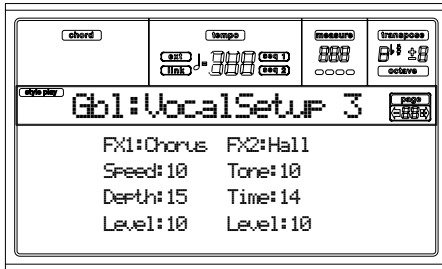 chord tempo measure transpose
ext seq 1
link seq 2
octave
style play
Gbl:VocalSetup 3 page
FX1:Chorus FX2:Hall
Speed:10 Tone:10
Depth:15 Time:14
Level:10 Level:10